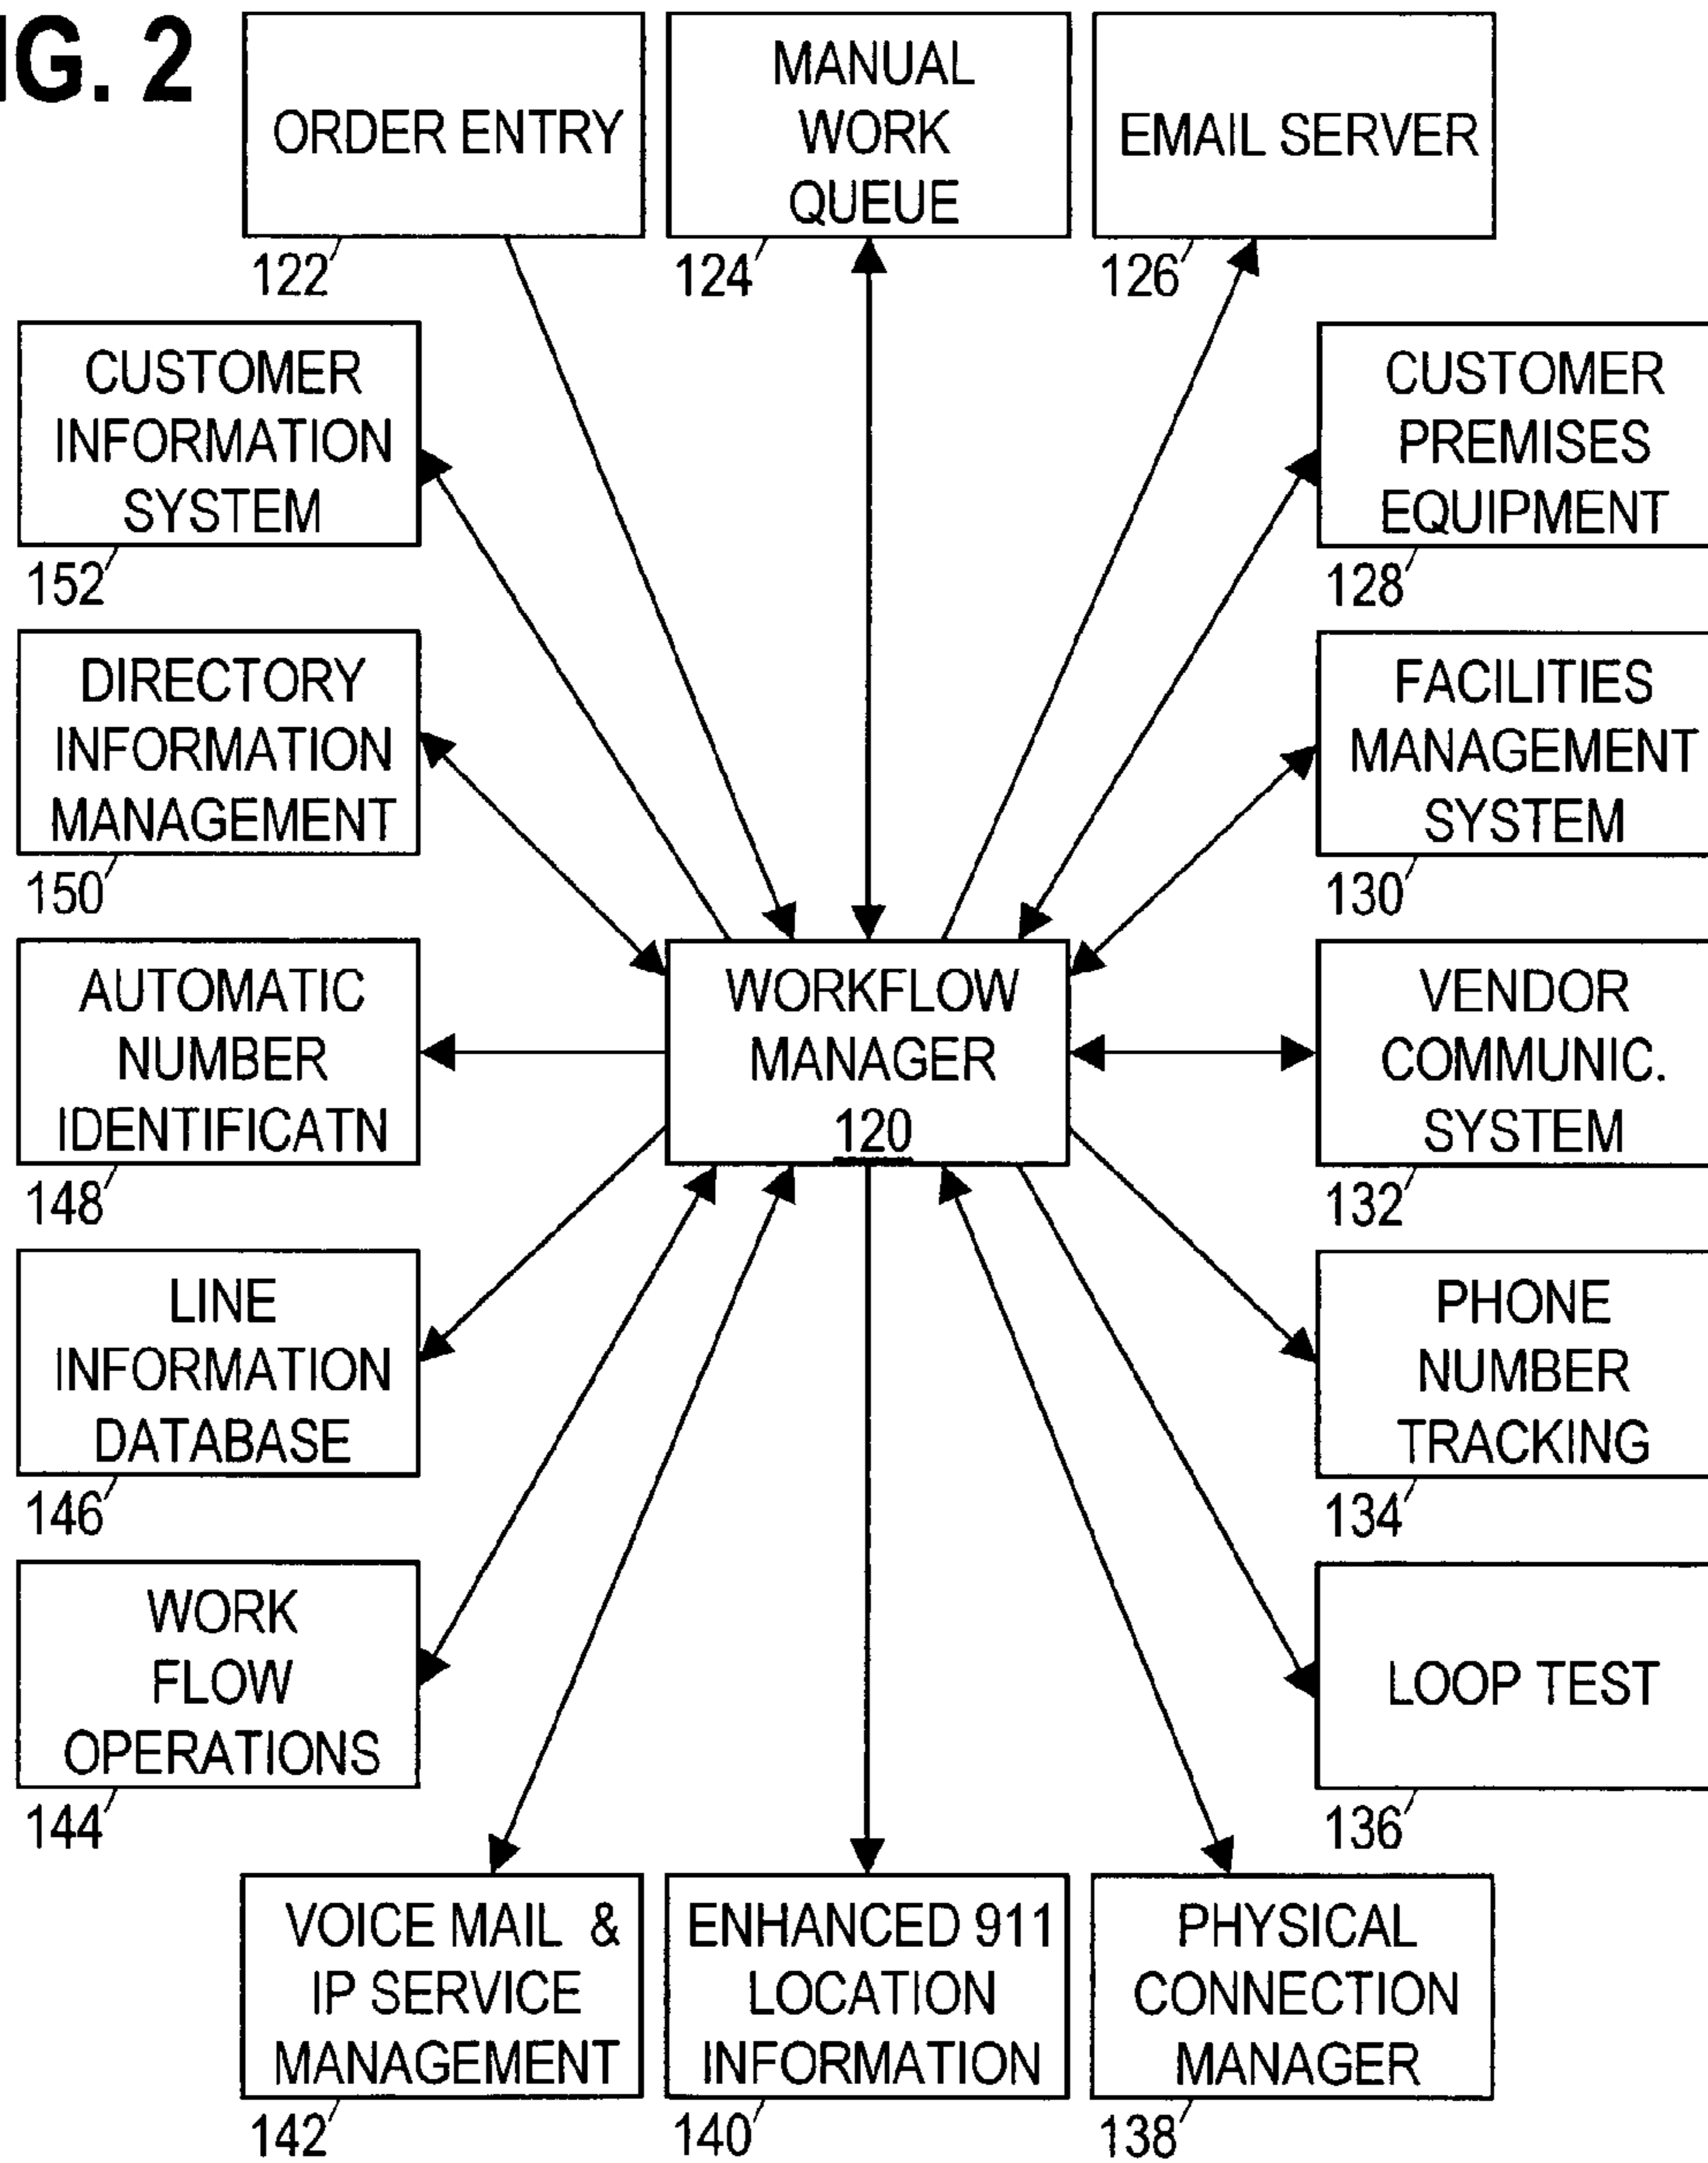 IG. 2
ORDER ENTRY
122
MANUAL
WORK
QUEUE
124
EMAIL SERVER
126
CUSTOMER
INFORMATION
SYSTEM
152
CUSTOMER
PREMISES
EQUIPMENT
128
DIRECTORY
INFORMATION
MANAGEMENT
150
FACILITIES
MANAGEMENT
SYSTEM
130
AUTOMATIC
NUMBER
IDENTIFICATN
148
WORKFLOW
MANAGER
120
VENDOR
COMMUNIC.
SYSTEM
132
LINE
INFORMATION
DATABASE
146
PHONE
NUMBER
TRACKING
134
WORK
FLOW
OPERATIONS
144
LOOP TEST
136
VOICE MAIL &
IP SERVICE
MANAGEMENT
142
ENHANCED 911
LOCATION
INFORMATION
140
PHYSICAL
CONNECTION
MANAGER
138